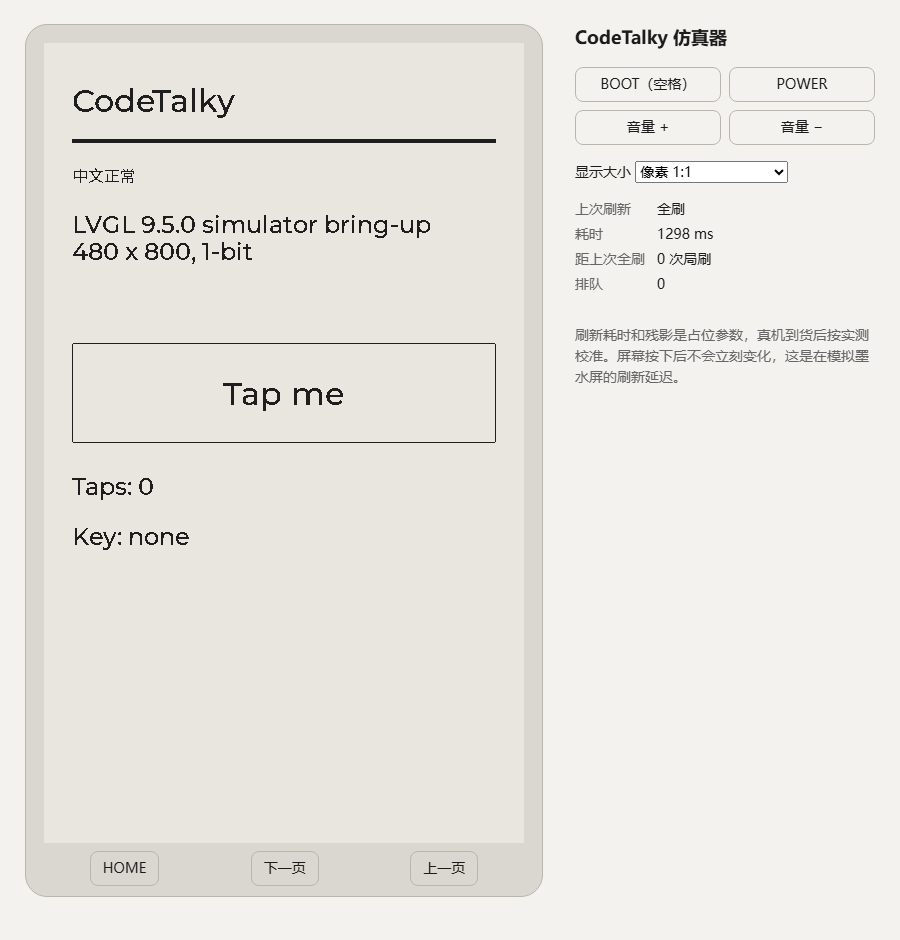 CodeTalky
中文正常
LVGL 9.5.0 simulator bring-up
480 x 800, 1-bit
Tap me
Taps: 0
Key: none
HOME
下一页
上一页
CodeTalky 仿真器
BOOT（空格）
POWER
音量 +
音量 −
显示大小 像素 1:1
上次刷新 全刷
耗时 1298 ms
距上次全刷 0 次局刷
排队 0
刷新耗时和残影是占位参数，真机到货后按实测
校准。屏幕按下后不会立刻变化，这是在模拟墨
水屏的刷新延迟。